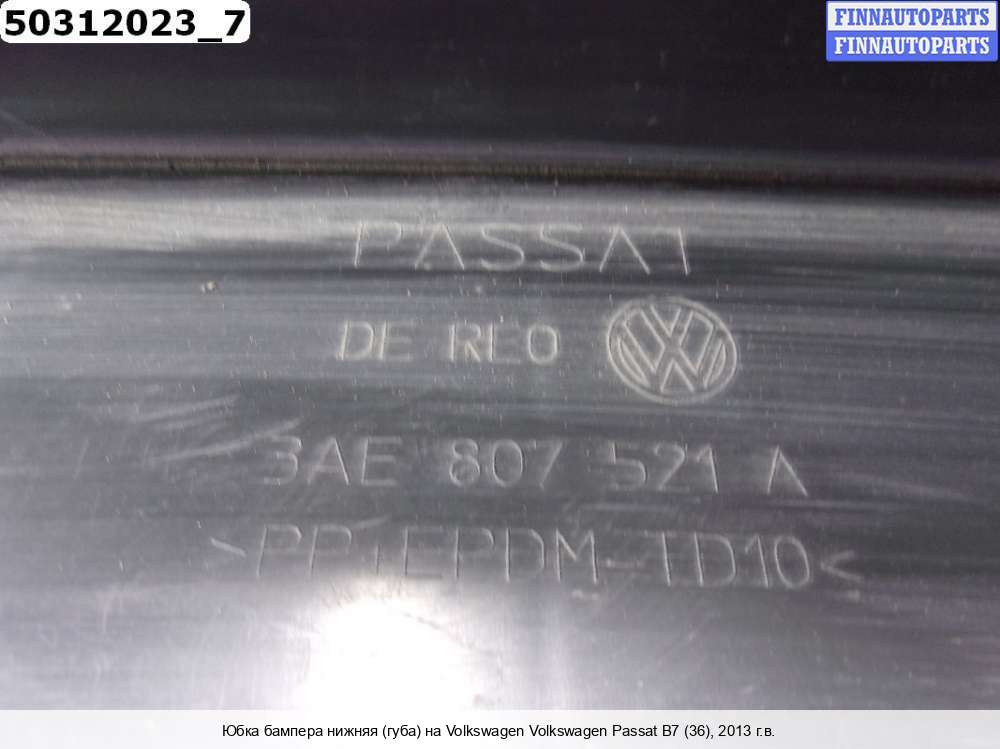 50312023_7
FINNAUTOPARTS
FINNAUTOPARTS
PASSAT
DE REO
3AE 807 521 A
>PP+EPDM-TD10<
Юбка бампера нижняя (губа) на Volkswagen Volkswagen Passat B7 (36), 2013 г.в.